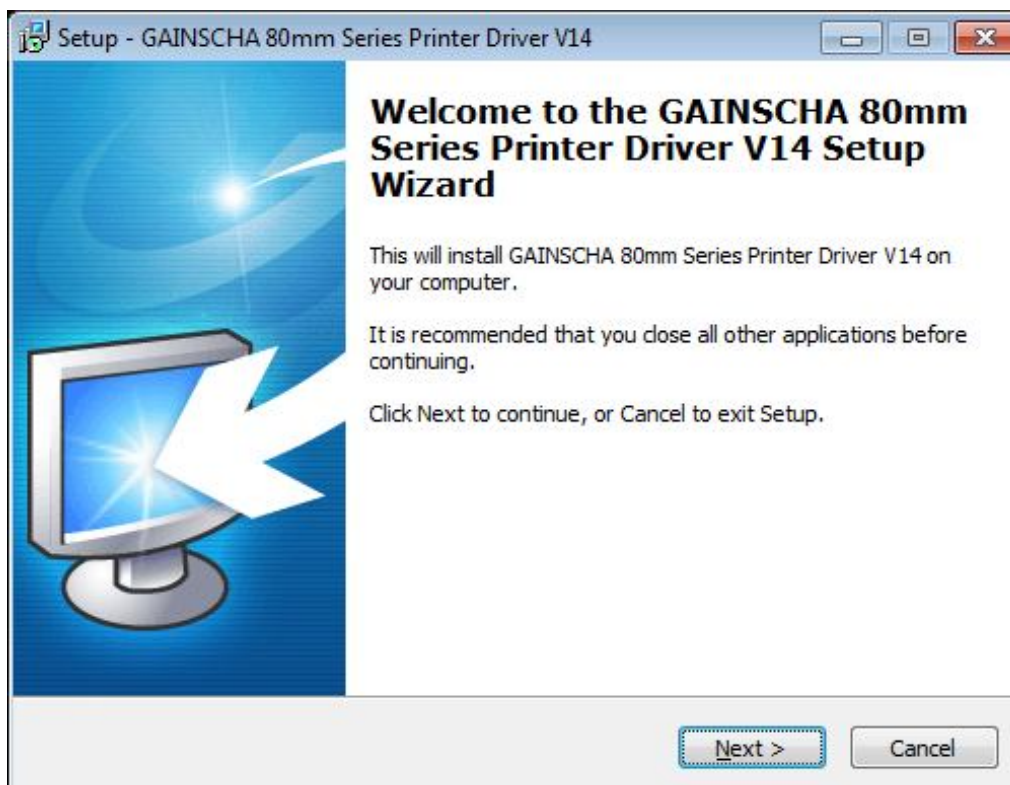 Setup - GAINSCHA 80mm Series Printer Driver V14
Welcome to the GAINSCHA 80mm
Series Printer Driver V14 Setup
Wizard
This will install GAINSCHA 80mm Series Printer Driver V14 on
your computer.
It is recommended that you close all other applications before
continuing.
Click Next to continue, or Cancel to exit Setup.
Next >
Cancel